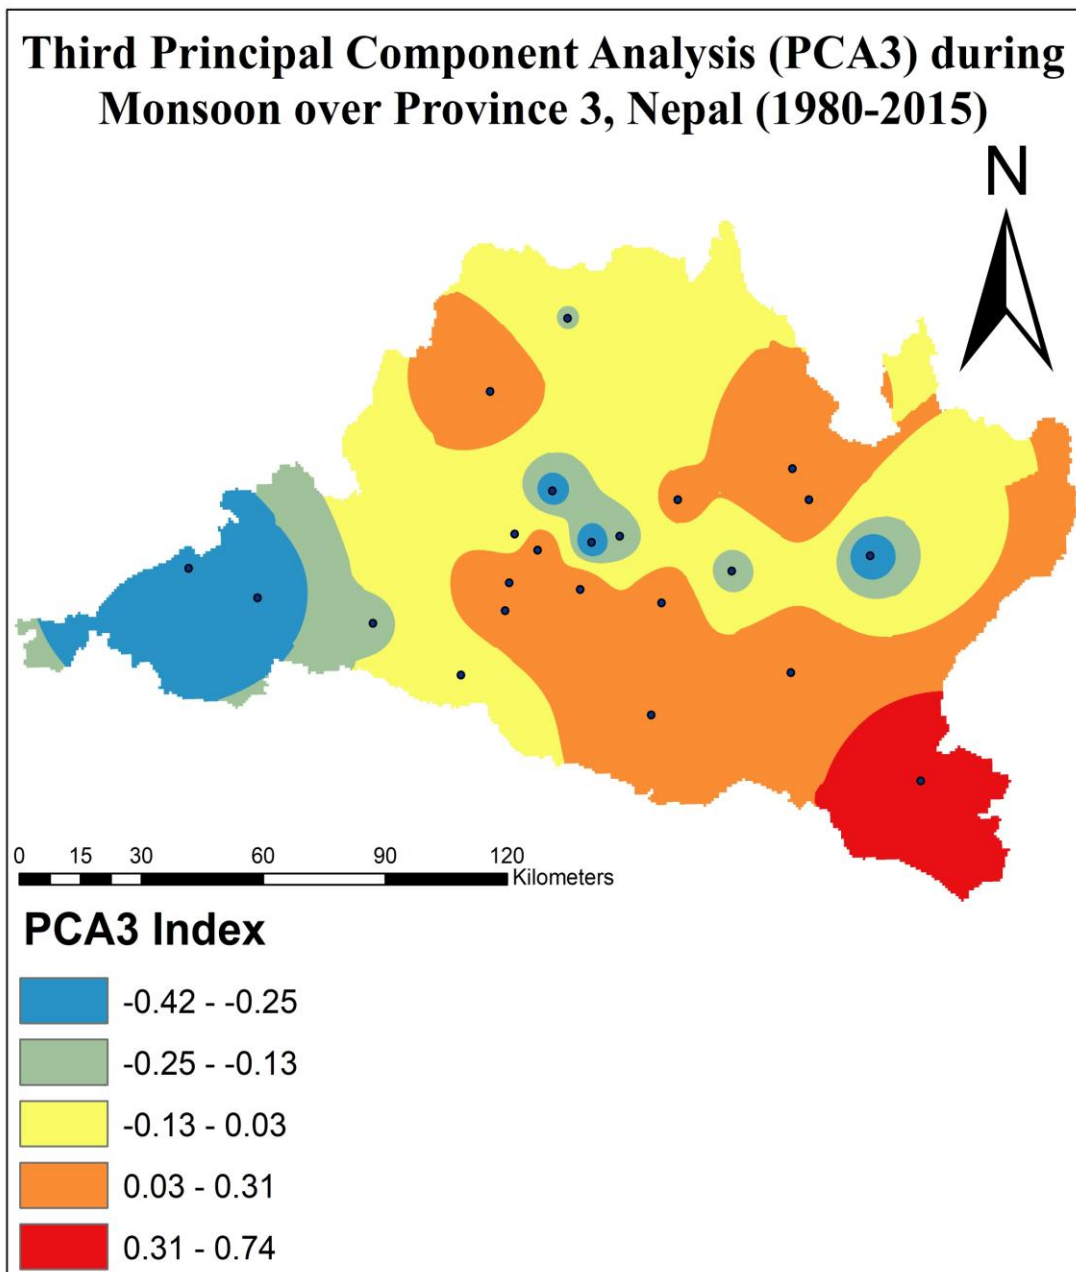 Third Principal Component Analysis (PCA3) during
Monsoon over Province 3, Nepal (1980-2015)
N
0 15 30 60 90 120
Kilometers
PCA3 Index
-0.42 - -0.25
-0.25 - -0.13
-0.13 - 0.03
0.03 - 0.31
0.31 - 0.74